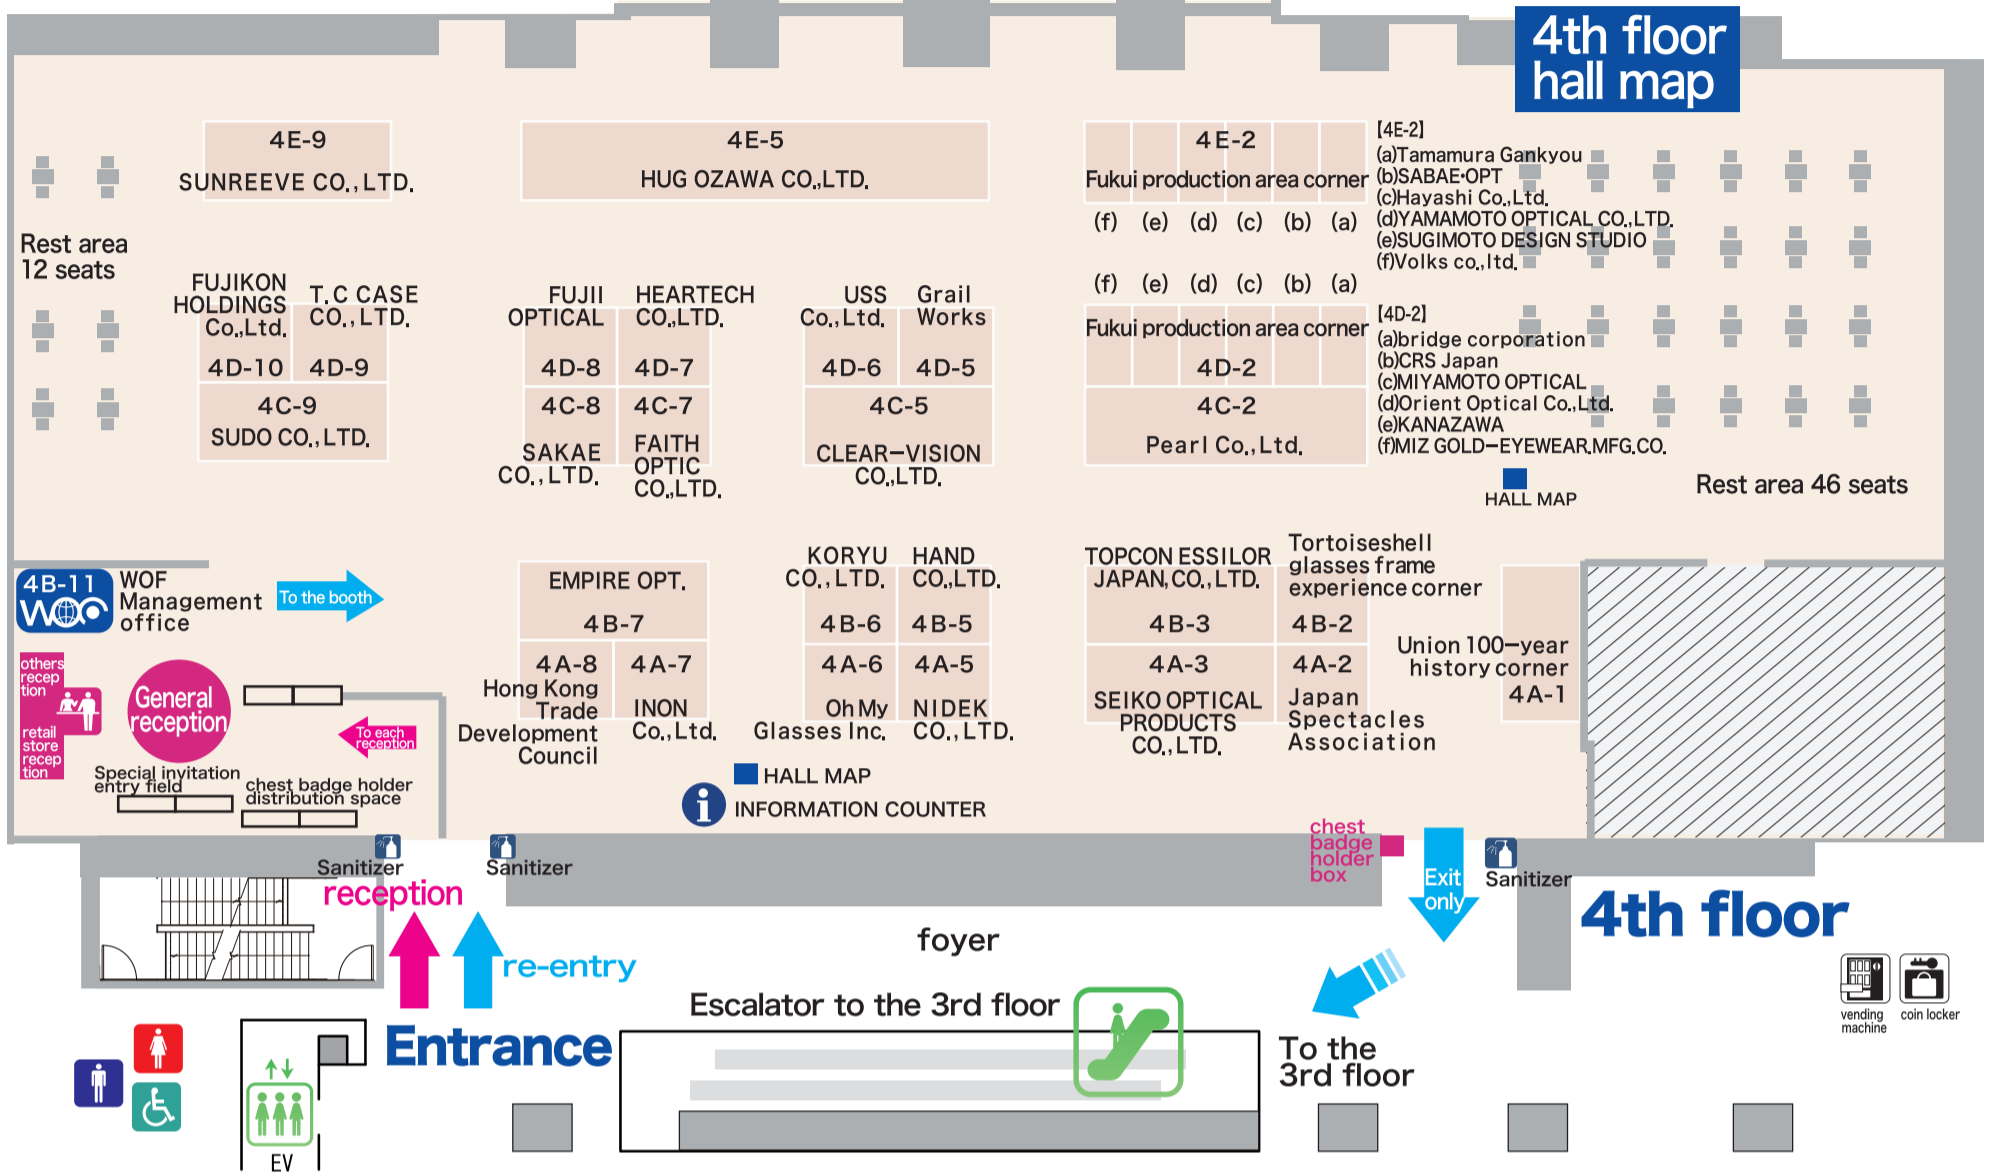 4th floor
hall map
4E-9
SUNREEVE CO.,LTD.
4E-5
HUG OZAWA CO.,LTD.
4E-2
Fukui production area corner
(f) (e) (d) (c) (b) (a)
【4E-2】
(a)Tamamura Gankyou
(b)SABAE•OPT
(c)Hayashi Co.,Ltd.
(d)YAMAMOTO OPTICAL CO.,LTD.
(e)SUGIMOTO DESIGN STUDIO
(f)Volks co.,ltd.
Rest area
12 seats
FUJIKON
HOLDINGS
Co.,Ltd.
4D-10
T.C CASE
CO.,LTD.
4D-9
4C-9
SUDO CO.,LTD.
FUJII
OPTICAL
4D-8
HEARTECH
CO.,LTD.
4D-7
4C-8
SAKAE
CO.,LTD.
4C-7
FAITH
OPTIC
CO.,LTD.
USS
Co.,Ltd.
4D-6
Grail
Works
4D-5
4C-5
CLEAR−VISION
CO.,LTD.
(f) (e) (d) (c) (b) (a)
Fukui production area corner
4D-2
4C-2
Pearl Co.,Ltd.
【4D-2】
(a)bridge corporation
(b)CRS Japan
(c)MIYAMOTO OPTICAL
(d)Orient Optical Co.,Ltd.
(e)KANAZAWA
(f)MIZ GOLD−EYEWEAR.MFG.CO.
HALL MAP
Rest area 46 seats
4B-11
WOF
WOF
Management
office
To the booth
EMPIRE OPT.
4B-7
4A-8
Hong Kong
Trade
Development
Council
4A-7
INON
Co.,Ltd.
KORYU
CO.,LTD.
4B-6
HAND
CO.,LTD.
4B-5
4A-6
Oh My
Glasses Inc.
4A-5
NIDEK
CO.,LTD.
TOPCON ESSILOR
JAPAN,CO.,LTD.
4B-3
Tortoiseshell
glasses frame
experience corner
4B-2
4A-3
SEIKO OPTICAL
PRODUCTS
CO.,LTD.
4A-2
Japan
Spectacles
Association
Union 100−year
history corner
4A-1
others
recep
tion
retail
store
recep
tion
General
reception
To each
reception
Special invitation
entry field
chest badge holder
distribution space
HALL MAP
i
INFORMATION COUNTER
Sanitizer
Sanitizer
chest
badge
holder
box
Exit
only
Sanitizer
reception
re-entry
foyer
4th floor
Entrance
Escalator to the 3rd floor
To the
3rd floor
vending
machine
coin locker
EV